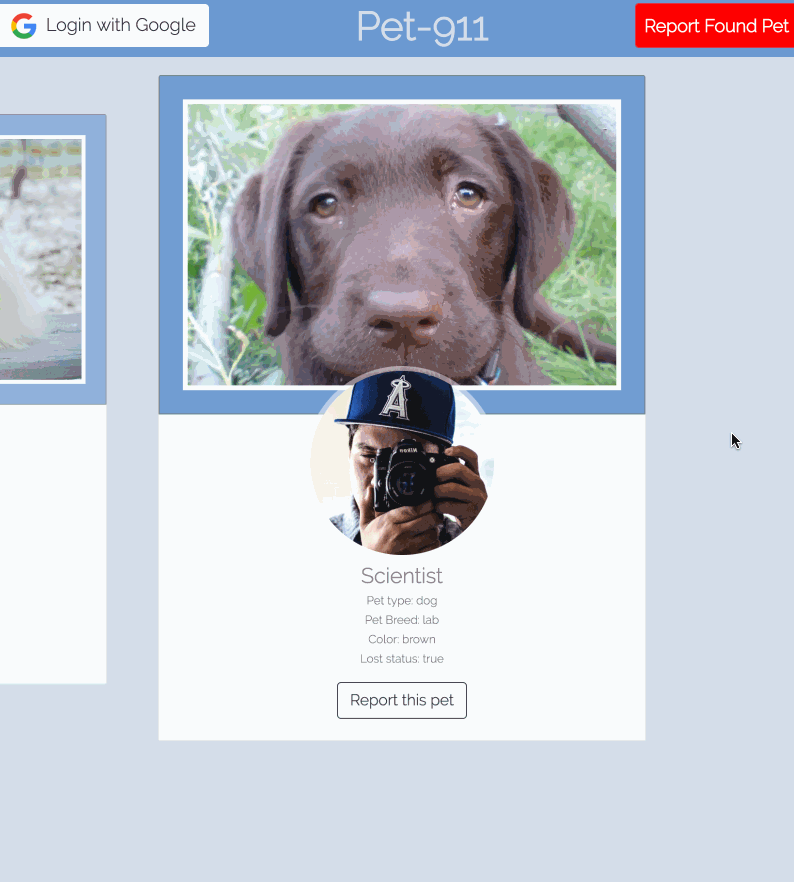 Login with Google
Pet-911
Report Found Pet
A
Scientist
Pet type: dog
Pet Breed: lab
Color: brown
Lost status: true
Report this pet